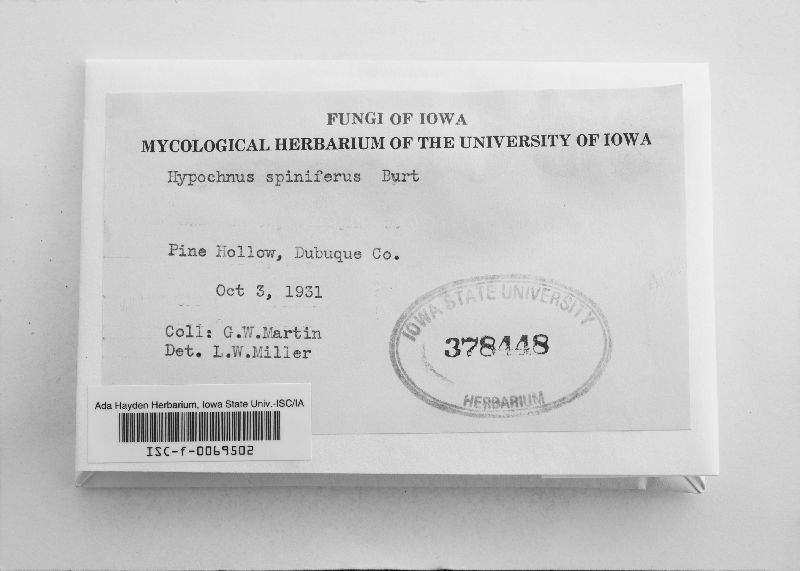 FUNGI OF IOWA
MYCOLOGICAL HERBARIUM OF THE UNIVERSITY OF IOWA
Hypochnus spiniferus Burt
Pine Hollow, Dubuque Co.
Oct 3, 1931
Coll: G.W.Martin
Det. L.W.Miller
IOWA STATE UNIVERSITY
378448
HERBARIUM
Ada Hayden Herbarium, Iowa State Univ.-ISC/IA
ISC-f-0069502